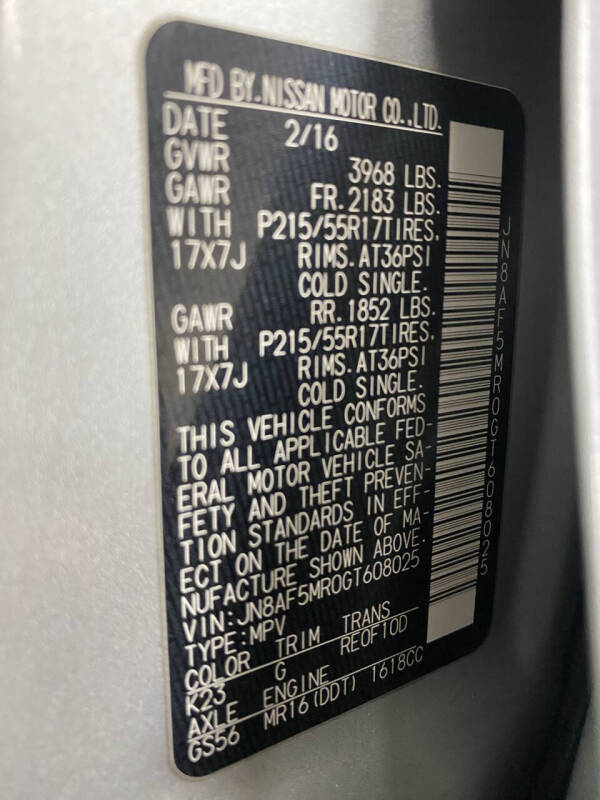 MFD BY.NISSAN MOTOR CO.,LTD.
DATE 2/16
GVWR 3968 LBS.
GAWR FR.2183 LBS.
WITH P215/55R17TIRES,
17X7J RIMS.AT36PSI
COLD SINGLE.
GAWR RR.1852 LBS.
WITH P215/55R17TIRES,
17X7J RIMS.AT36PSI
COLD SINGLE.
THIS VEHICLE CONFORMS
TO ALL APPLICABLE FED-
ERAL MOTOR VEHICLE SA-
FETY AND THEFT PREVEN-
TION STANDARDS IN EFF-
ECT ON THE DATE OF MA-
NUFACTURE SHOWN ABOVE.
VIN:JN8AF5MR0GT608025
TYPE:MPV
COLOR TRIM TRANS
K23 G RE0F10D
AXLE ENGINE
GS56 MR16(DDT) 1618CC
JN8AF5MR0GT608025